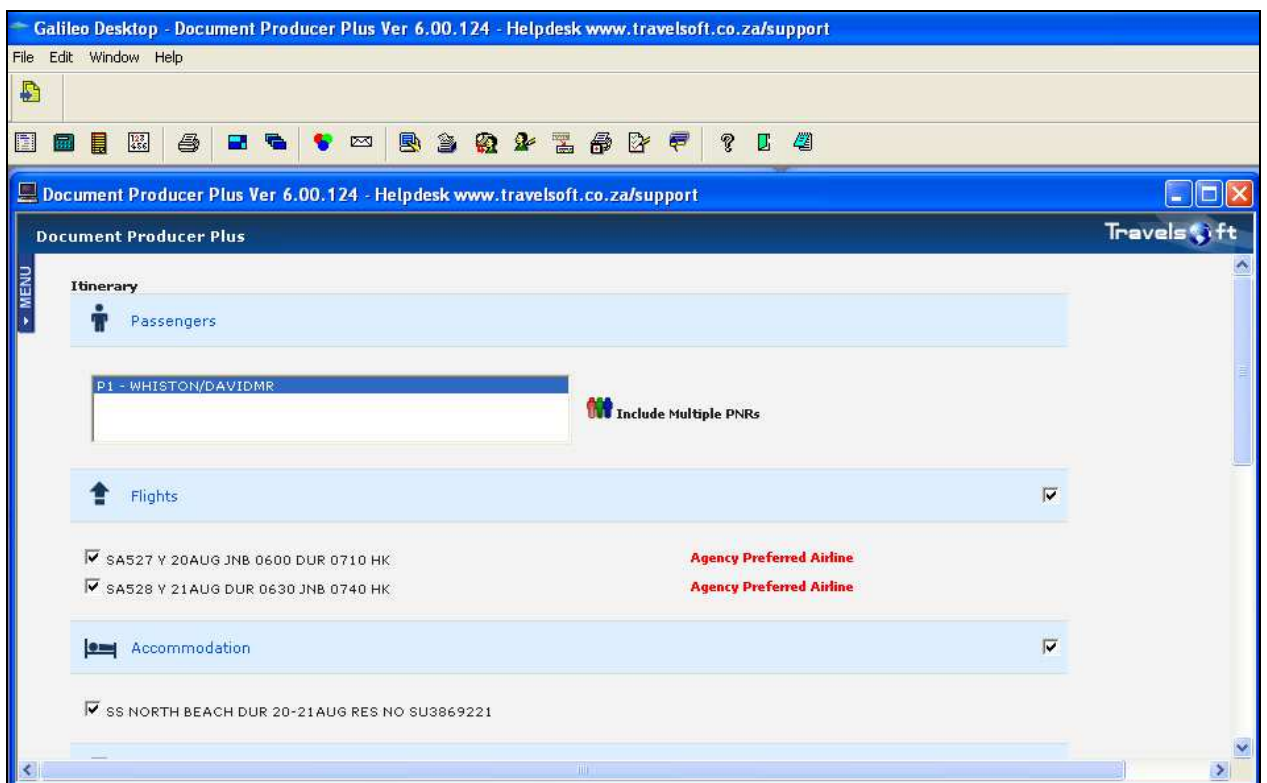 Galileo Desktop - Document Producer Plus Ver 6.00.124 - Helpdesk www.travelsoft.co.za/support
File Edit Window Help
Document Producer Plus Ver 6.00.124 - Helpdesk www.travelsoft.co.za/support
Document Producer Plus
Travelsoft
MENU
Itinerary
Passengers
P1 - WHISTON/DAVIDMR
Include Multiple PNRs
Flights
SA527 Y 20AUG JNB 0600 DUR 0710 HK
Agency Preferred Airline
SA528 Y 21AUG DUR 0630 JNB 0740 HK
Agency Preferred Airline
Accommodation
SS NORTH BEACH DUR 20-21AUG RES NO SU3869221